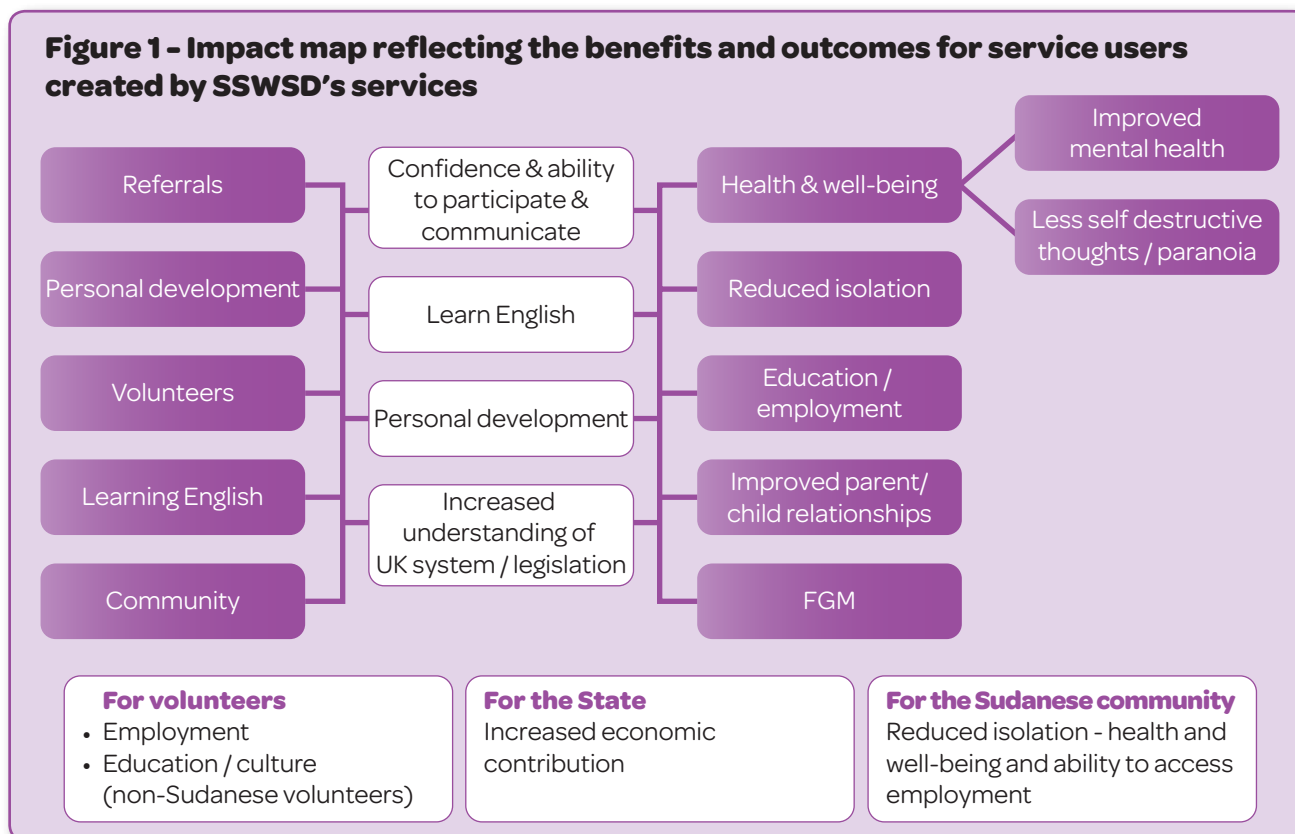 Figure 1 - Impact map reflecting the benefits and outcomes for service users
created by SSWSD's services
Referrals
Personal development
Volunteers
Learning English
Community
Confidence & ability
to participate &
communicate
Learn English
Personal development
Increased
understanding of
UK system / legislation
Health & well-being
Reduced isolation
Education /
employment
Improved parent/
child relationships
FGM
Improved
mental health
Less self destructive
thoughts / paranoia
For volunteers
• Employment
• Education / culture
(non-Sudanese volunteers)
For the State
Increased economic
contribution
For the Sudanese community
Reduced isolation - health and
well-being and ability to access
employment